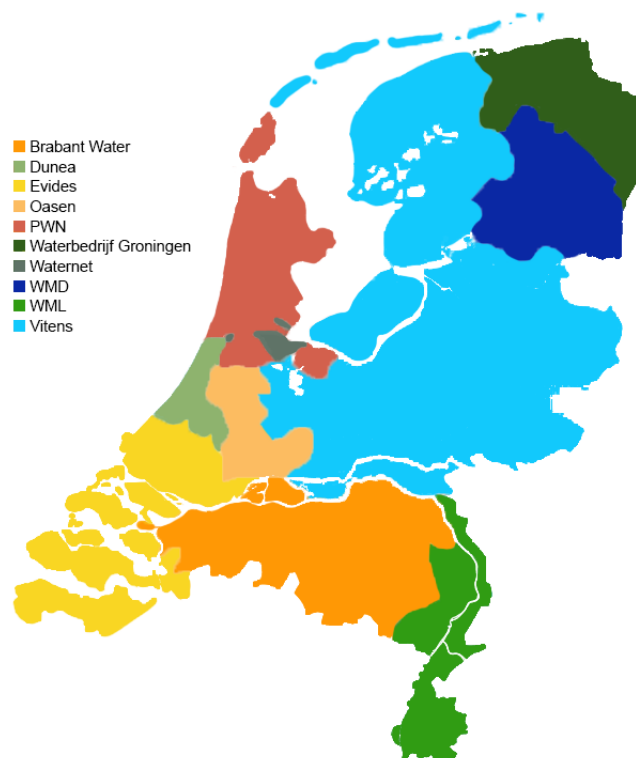 Brabant Water
Dunea
Evides
Oasen
PWN
Waterbedrijf Groningen
Waternet
WMD
WML
Vitens